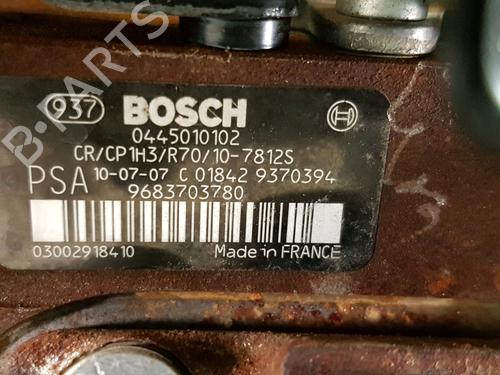 937 BOSCH
0445010102
CR/CP1H3/R70/10-7812S
PSA 10-07-07 C 01842 9370394
9683703780
03002918410 Made in FRANCE
B-PARTS